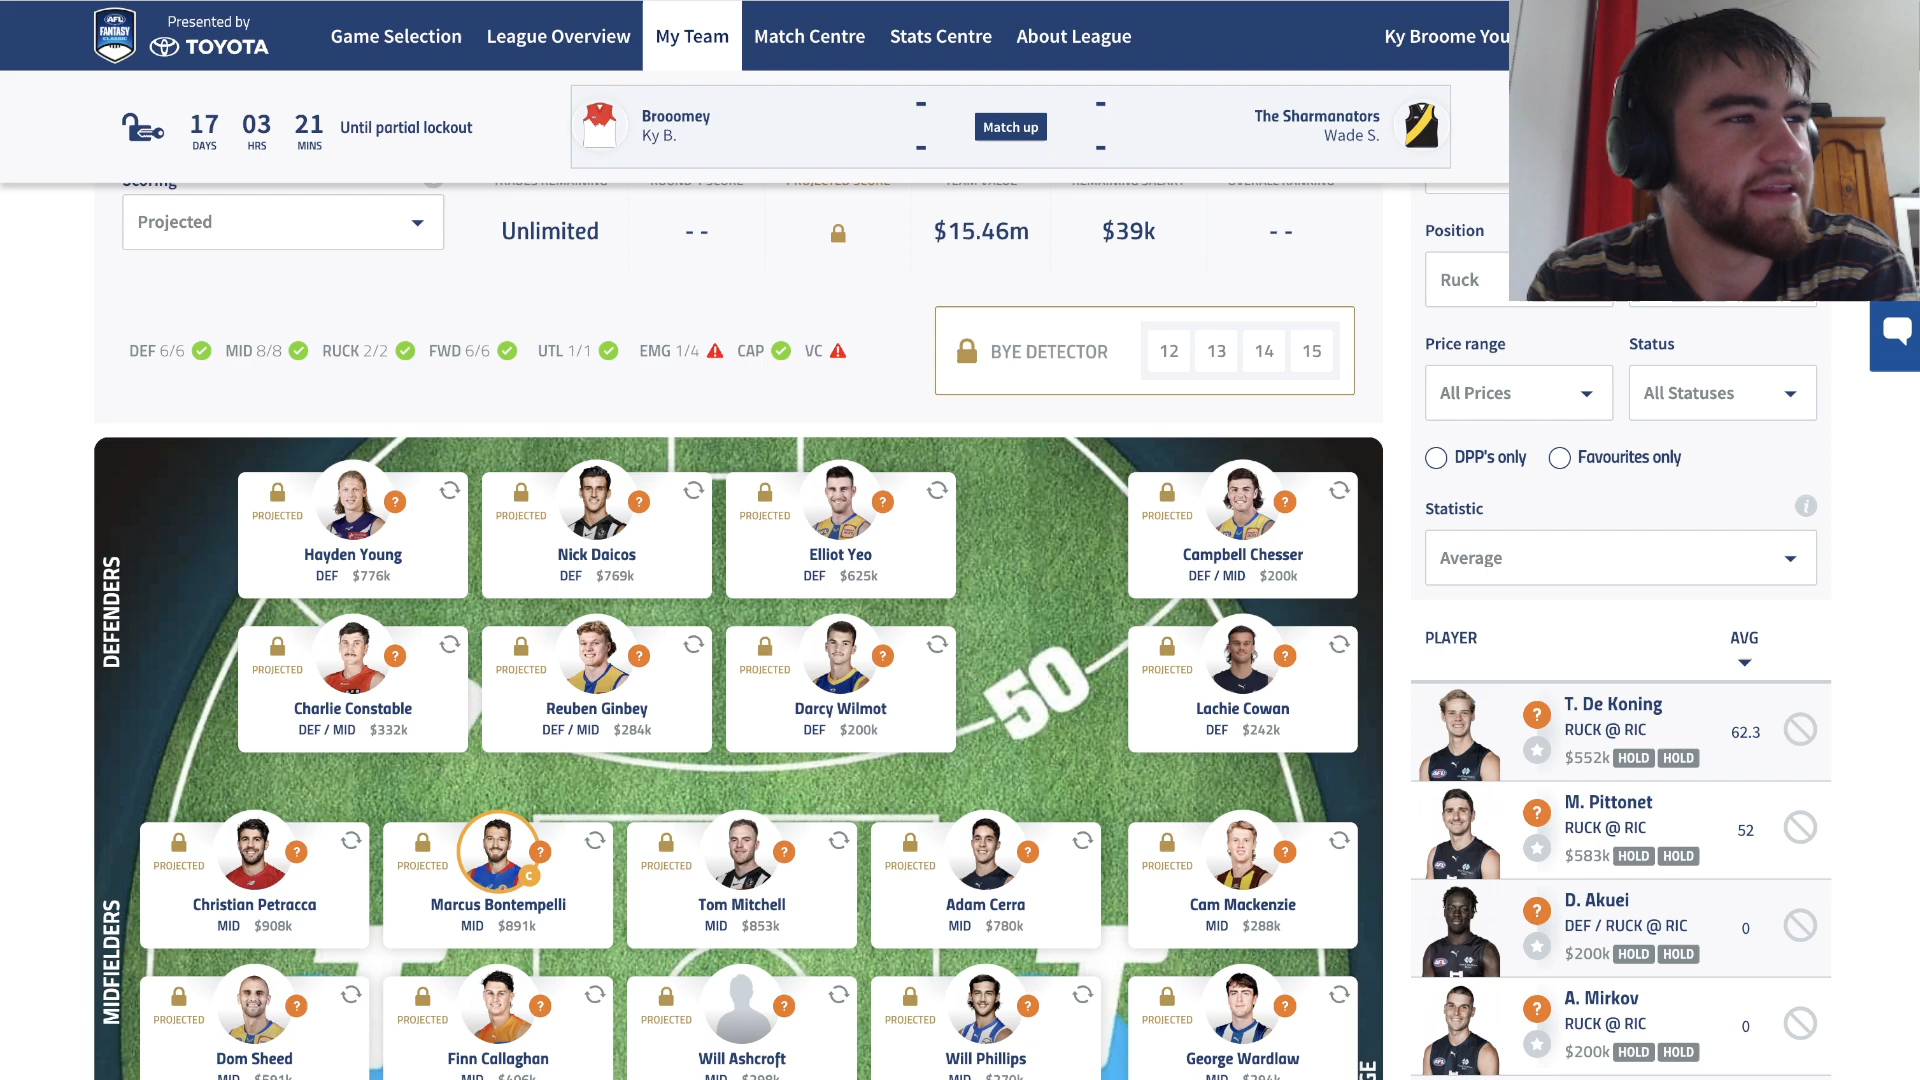 AFL
FANTASY
CLASSIC
Presented by
TOYOTA
Game Selection
League Overview
My Team
Match Centre
Stats Centre
About League
Ky Broome You
17
DAYS
03
HRS
21
MINS
Until partial lockout
Brooomey
Ky B.
-
-
Match up
-
-
The Sharmanators
Wade S.
Projected
Unlimited
- -
$15.46m
$39k
- -
DEF 6/6
MID 8/8
RUCK 2/2
FWD 6/6
UTL 1/1
EMG 1/4
CAP
VC
BYE DETECTOR
12
13
14
15
DEFENDERS
PROJECTED
?
Hayden Young
DEF $776k
PROJECTED
?
Nick Daicos
DEF $769k
PROJECTED
?
Elliot Yeo
DEF $625k
PROJECTED
?
Campbell Chesser
DEF / MID $200k
PROJECTED
?
Charlie Constable
DEF / MID $332k
PROJECTED
?
Reuben Ginbey
DEF / MID $284k
PROJECTED
?
Darcy Wilmot
DEF $200k
50
PROJECTED
?
Lachie Cowan
DEF $242k
MIDFIELDERS
PROJECTED
?
Christian Petracca
MID $908k
PROJECTED
?
C
Marcus Bontempelli
MID $891k
PROJECTED
?
Tom Mitchell
MID $853k
PROJECTED
?
Adam Cerra
MID $780k
PROJECTED
?
Cam Mackenzie
MID $288k
PROJECTED
?
Dom Sheed
MID
PROJECTED
?
Finn Callaghan
MID
PROJECTED
?
Will Ashcroft
MID
PROJECTED
?
Will Phillips
MID
PROJECTED
?
George Wardlaw
MID
Position
Ruck
Price range
Status
All Prices
All Statuses
DPP's only
Favourites only
Statistic
i
Average
PLAYER
AVG
?
T. De Koning
RUCK @ RIC
$552k HOLD HOLD
62.3
?
M. Pittonet
RUCK @ RIC
$583k HOLD HOLD
52
?
D. Akuei
DEF / RUCK @ RIC
$200k HOLD HOLD
0
?
A. Mirkov
RUCK @ RIC
$200k HOLD HOLD
0